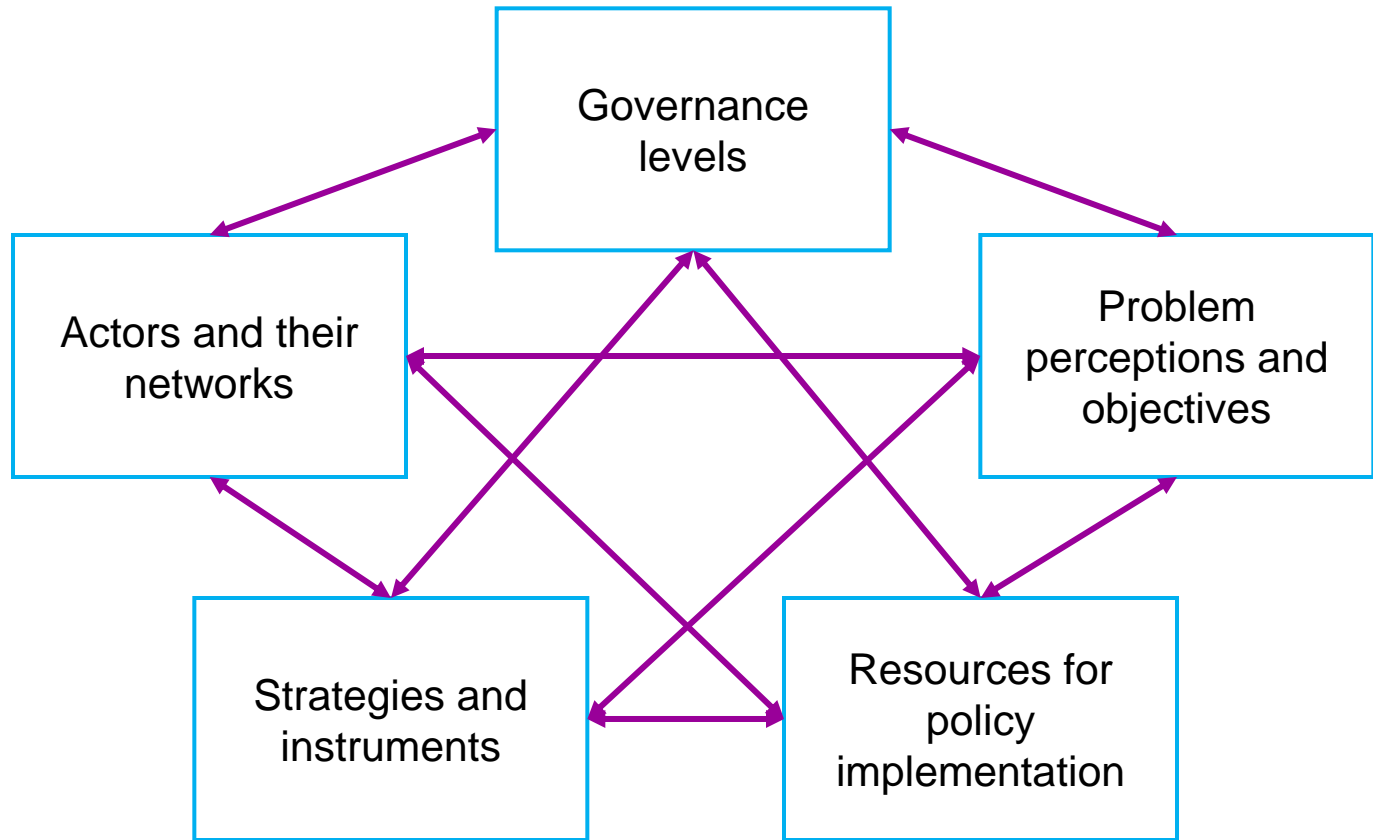 Governance
levels
Actors and their
networks
Problem
perceptions and
objectives
Strategies and
instruments
Resources for
policy
implementation